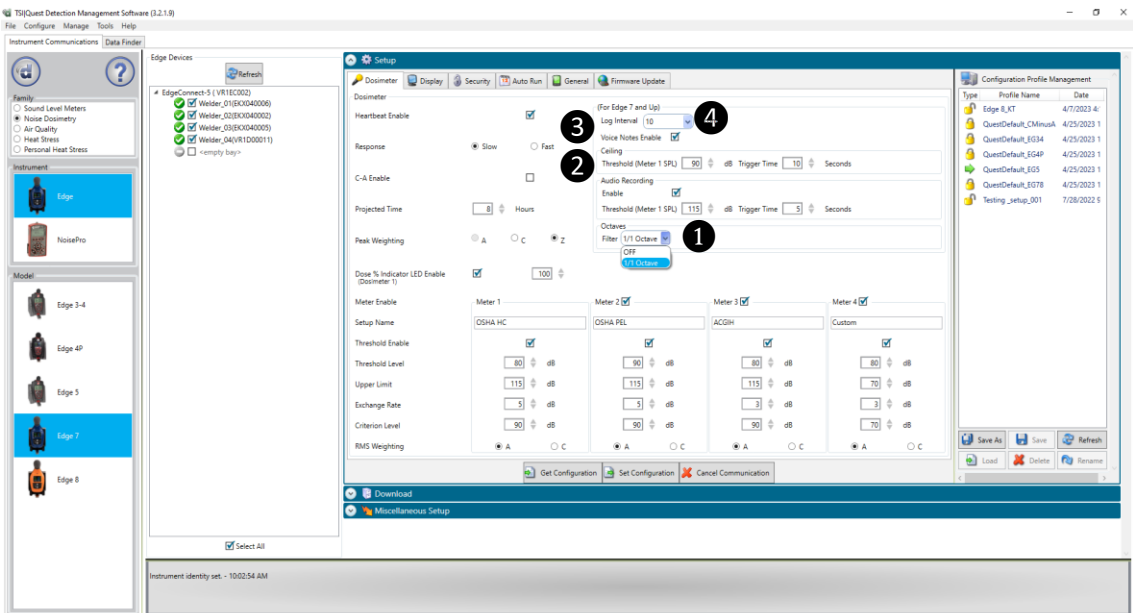 TSI|Quest Detection Management Software (3.2.1.9)
File Configure Manage Tools Help
Instrument Communications Data Finder
Family
Sound Level Meters
Noise Dosimetry
Air Quality
Heat Stress
Personal Heat Stress
Instrument
Edge
NoisePro
Model
Edge 3-4
Edge 4P
Edge 5
Edge 7
Edge 8
Edge Devices
Refresh
EdgeConnect-5 ( VR1EC002)
Welder_01(EKX040006)
Welder_02(EKX040002)
Welder_03(EKX040005)
Welder_04(VR1D00011)
<empty bay>
Select All
Setup
Dosimeter Display Security Auto Run General Firmware Update
Dosimeter
Heartbeat Enable
Response Slow Fast
C-A Enable
Projected Time 8 Hours
Peak Weighting A C Z
Dose % Indicator LED Enable 100
(Dosimeter 1)
(For Edge 7 and Up)
3 Log Interval 10 4
Voice Notes Enable
Ceiling
2 Threshold (Meter 1 SPL) 90 dB Trigger Time 10 Seconds
Audio Recording
Enable
Threshold (Meter 1 SPL) 115 dB Trigger Time 5 Seconds
Octaves
Filter 1/1 Octave 1
OFF
1/1 Octave
Meter Enable Meter 1 Meter 2 Meter 3 Meter 4
Setup Name OSHA HC OSHA PEL ACGIH Custom
Threshold Enable
Threshold Level 80 dB 90 dB 80 dB 80 dB
Upper Limit 115 dB 115 dB 115 dB 70 dB
Exchange Rate 5 dB 5 dB 3 dB 3 dB
Criterion Level 90 dB 90 dB 90 dB 70 dB
RMS Weighting A C A C A C A C
Get Configuration Set Configuration Cancel Communication
Download
Miscellaneous Setup
Configuration Profile Management
Type Profile Name Date
Edge 8_KT 4/7/2023 4:
QuestDefault_CMinusA 4/25/2023 1
QuestDefault_EG34 4/25/2023 1
QuestDefault_EG4P 4/25/2023 1
QuestDefault_EG5 4/25/2023 1
QuestDefault_EG78 4/25/2023 1
Testing _setup_001 7/28/2022 9
Save As Save Refresh
Load Delete Rename
Instrument identity set. - 10:02:54 AM